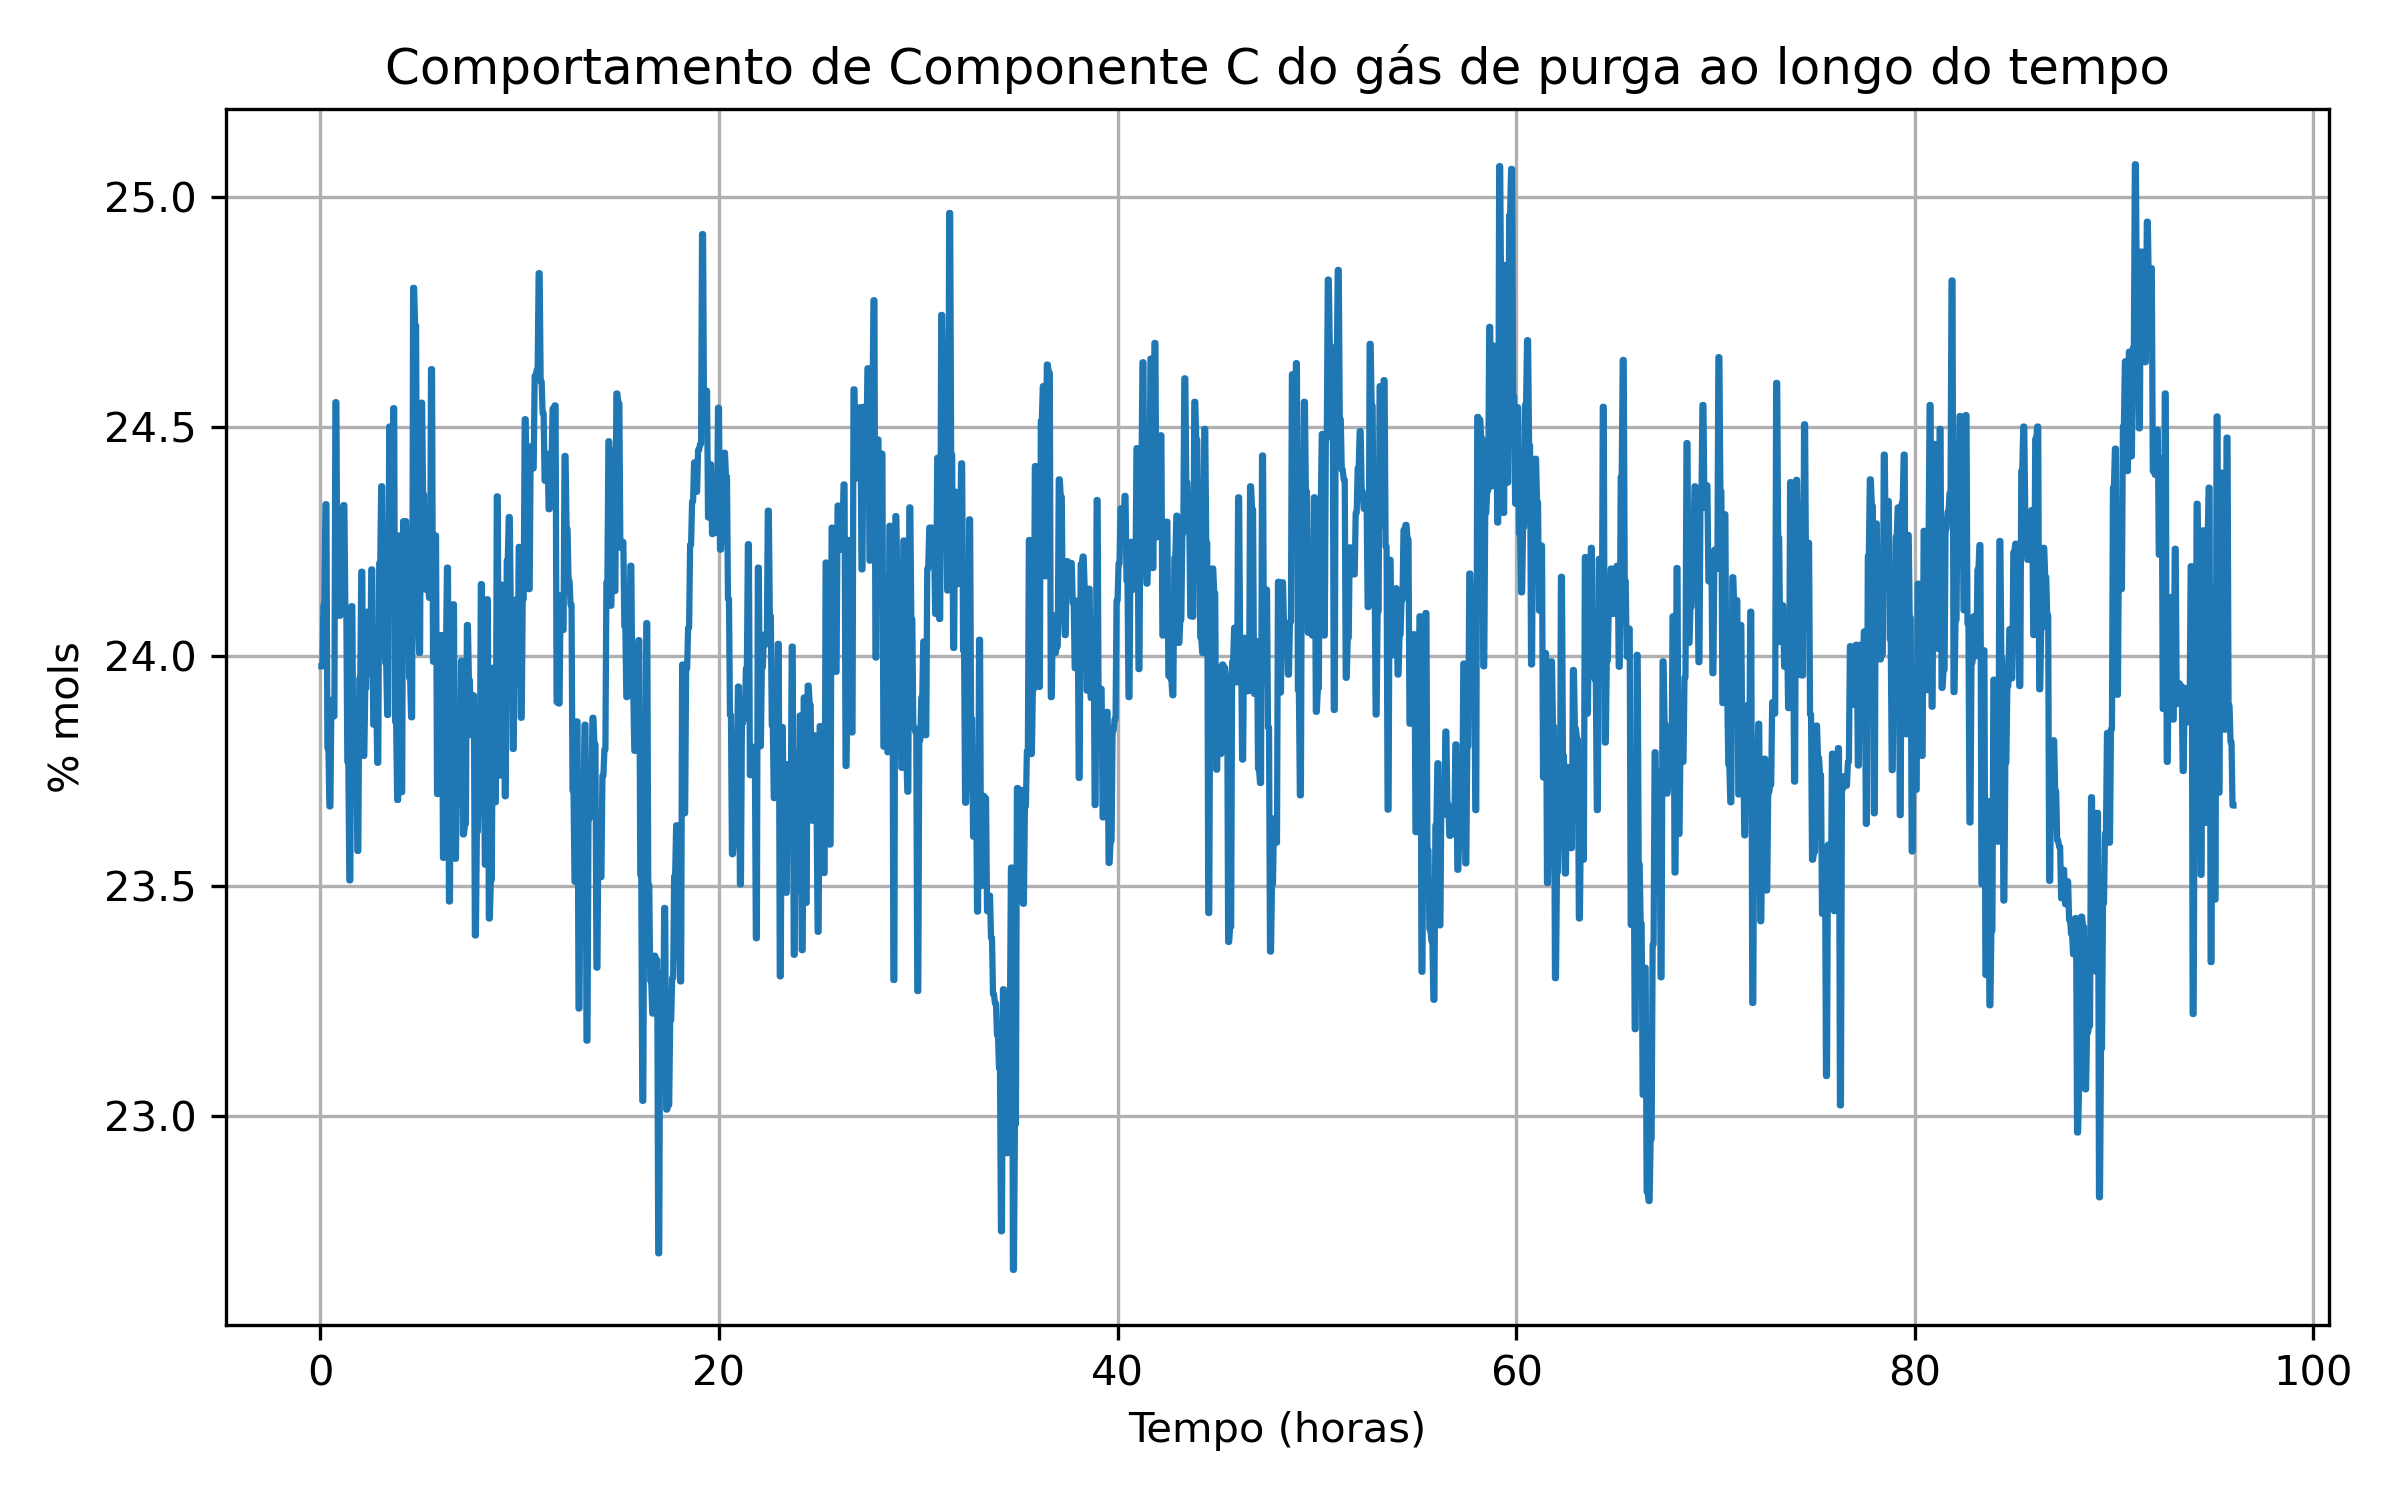 Comportamento de Componente C do gás de purga ao longo do tempo
25.0
24.5
24.0
23.5
23.0
% mols
0 20 40 60 80 100
Tempo (horas)